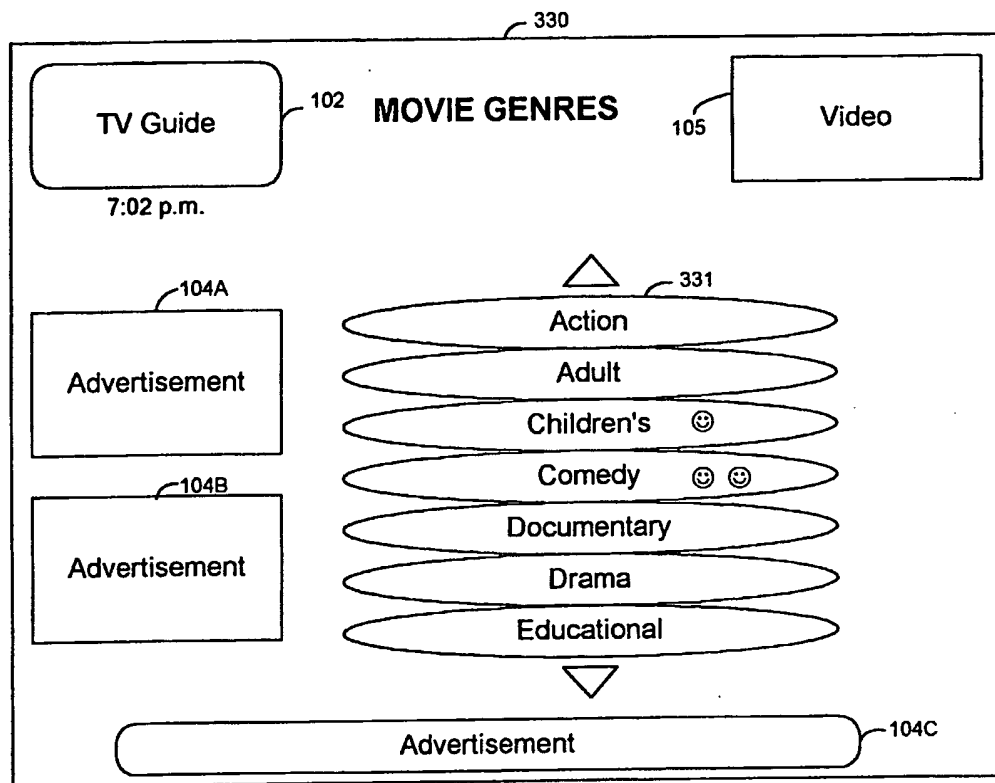 330
TV Guide
102
MOVIE GENRES
105
Video
7:02 p.m.
104A
Advertisement
104B
Advertisement
331
Action
Adult
Children's
Comedy
Documentary
Drama
Educational
Advertisement
104C